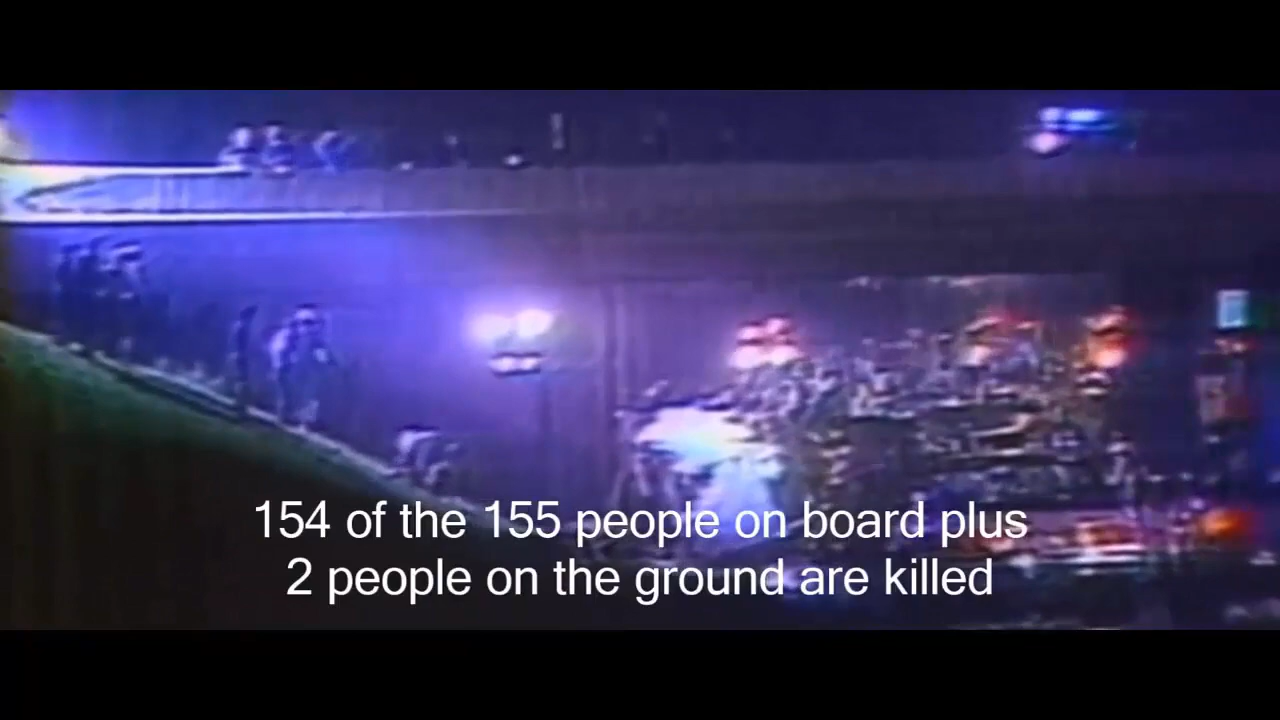 154 of the 155 people on board plus
2 people on the ground are killed